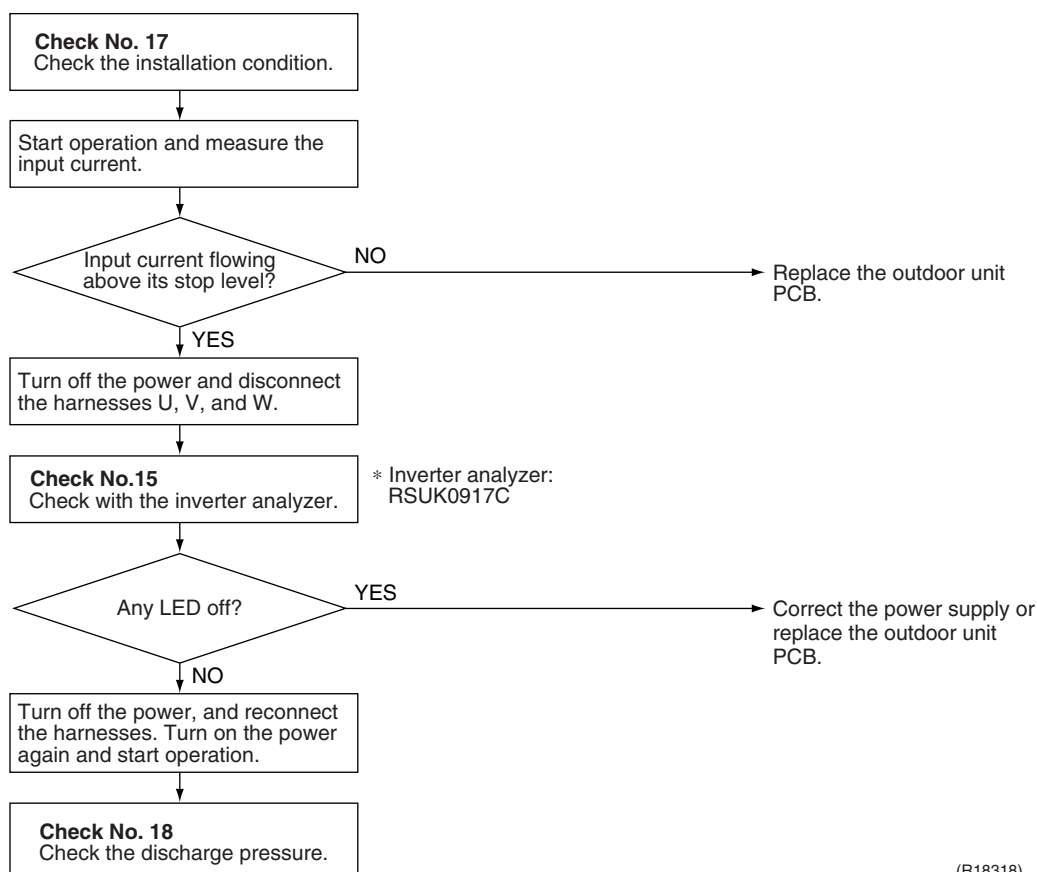 Check No. 17
Check the installation condition.
Start operation and measure the
input current.
Input current flowing
above its stop level?
NO
Replace the outdoor unit
PCB.
YES
Turn off the power and disconnect
the harnesses U, V, and W.
Check No.15
Check with the inverter analyzer.
* Inverter analyzer:
RSUK0917C
Any LED off?
YES
Correct the power supply or
replace the outdoor unit
PCB.
NO
Turn off the power, and reconnect
the harnesses. Turn on the power
again and start operation.
Check No. 18
Check the discharge pressure.
(R18318)